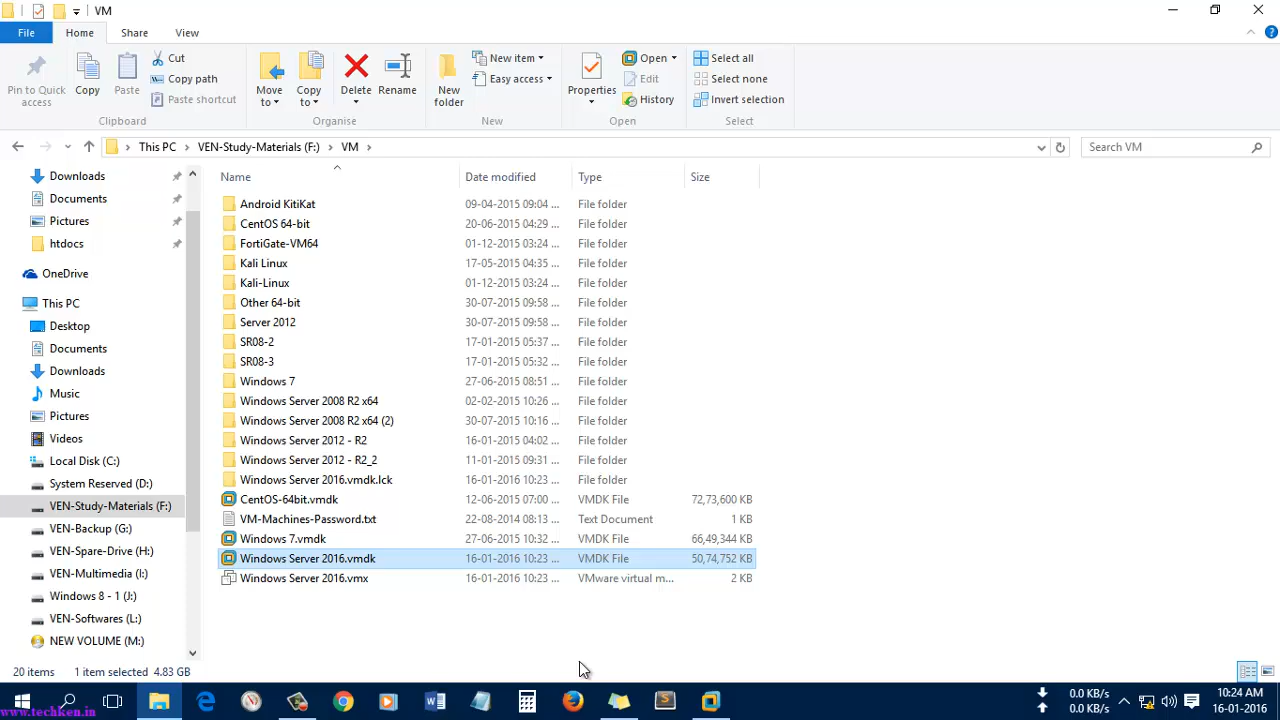 VM
File Home Share View
Pin to Quick access
Copy
Paste
Cut
Copy path
Paste shortcut
Clipboard
Move to
Copy to
Delete
Rename
Organise
New folder
New item
Easy access
New
Properties
Open
Edit
History
Open
Select all
Select none
Invert selection
Select
This PC VEN-Study-Materials (F:) VM
Search VM
Downloads
Documents
Pictures
htdocs
OneDrive
This PC
Desktop
Documents
Downloads
Music
Pictures
Videos
Local Disk (C:)
System Reserved (D:)
VEN-Study-Materials (F:)
VEN-Backup (G:)
VEN-Spare-Drive (H:)
VEN-Multimedia (I:)
Windows 8 - 1 (J:)
VEN-Softwares (L:)
NEW VOLUME (M:)
Name Date modified Type Size
Android KitiKat 09-04-2015 09:04 ... File folder
CentOS 64-bit 20-06-2015 04:29 ... File folder
FortiGate-VM64 01-12-2015 03:24 ... File folder
Kali Linux 17-05-2015 04:35 ... File folder
Kali-Linux 01-12-2015 03:24 ... File folder
Other 64-bit 30-07-2015 09:58 ... File folder
Server 2012 30-07-2015 09:58 ... File folder
SR08-2 17-01-2015 05:37 ... File folder
SR08-3 17-01-2015 05:32 ... File folder
Windows 7 27-06-2015 08:51 ... File folder
Windows Server 2008 R2 x64 02-02-2015 10:26 ... File folder
Windows Server 2008 R2 x64 (2) 30-07-2015 10:16 ... File folder
Windows Server 2012 - R2 16-01-2015 04:02 ... File folder
Windows Server 2012 - R2_2 11-01-2015 09:31 ... File folder
Windows Server 2016.vmdk.lck 16-01-2016 10:23 ... File folder
CentOS-64bit.vmdk 12-06-2015 07:00 ... VMDK File 72,73,600 KB
VM-Machines-Password.txt 22-08-2014 08:13 ... Text Document 1 KB
Windows 7.vmdk 27-06-2015 10:32 ... VMDK File 66,49,344 KB
Windows Server 2016.vmdk 16-01-2016 10:23 ... VMDK File 50,74,752 KB
Windows Server 2016.vmx 16-01-2016 10:23 ... VMware virtual m... 2 KB
20 items 1 item selected 4.83 GB
0.0 KB/s
0.0 KB/s
10:24 AM
16-01-2016
www.techken.in